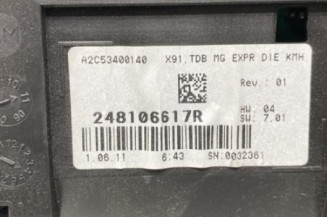 A2C53400140 X91.TDB MG EXPR DIE KMH
Rev : 01
248106617R
HW: 04
SW: 7.01
1.06.11 6:43 SN:0032361